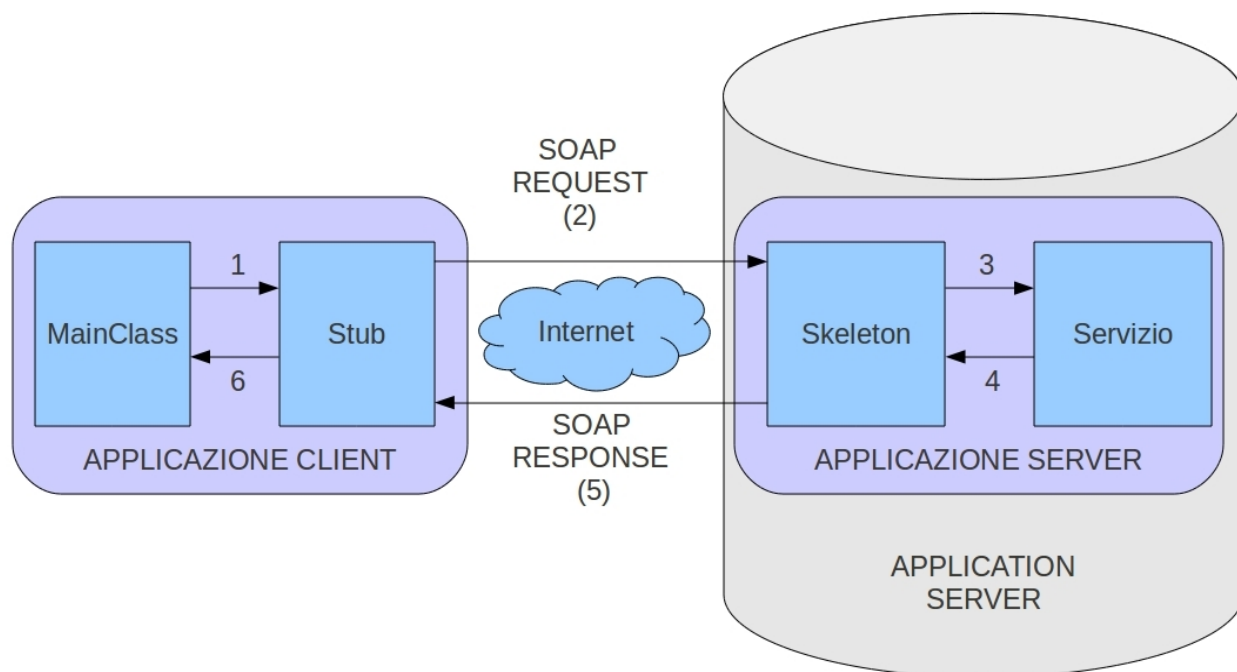 SOAP
REQUEST
(2)
MainClass
1
6
Stub
APPLICAZIONE CLIENT
Internet
SOAP
RESPONSE
(5)
Skeleton
3
4
Servizio
APPLICAZIONE SERVER
APPLICATION
SERVER